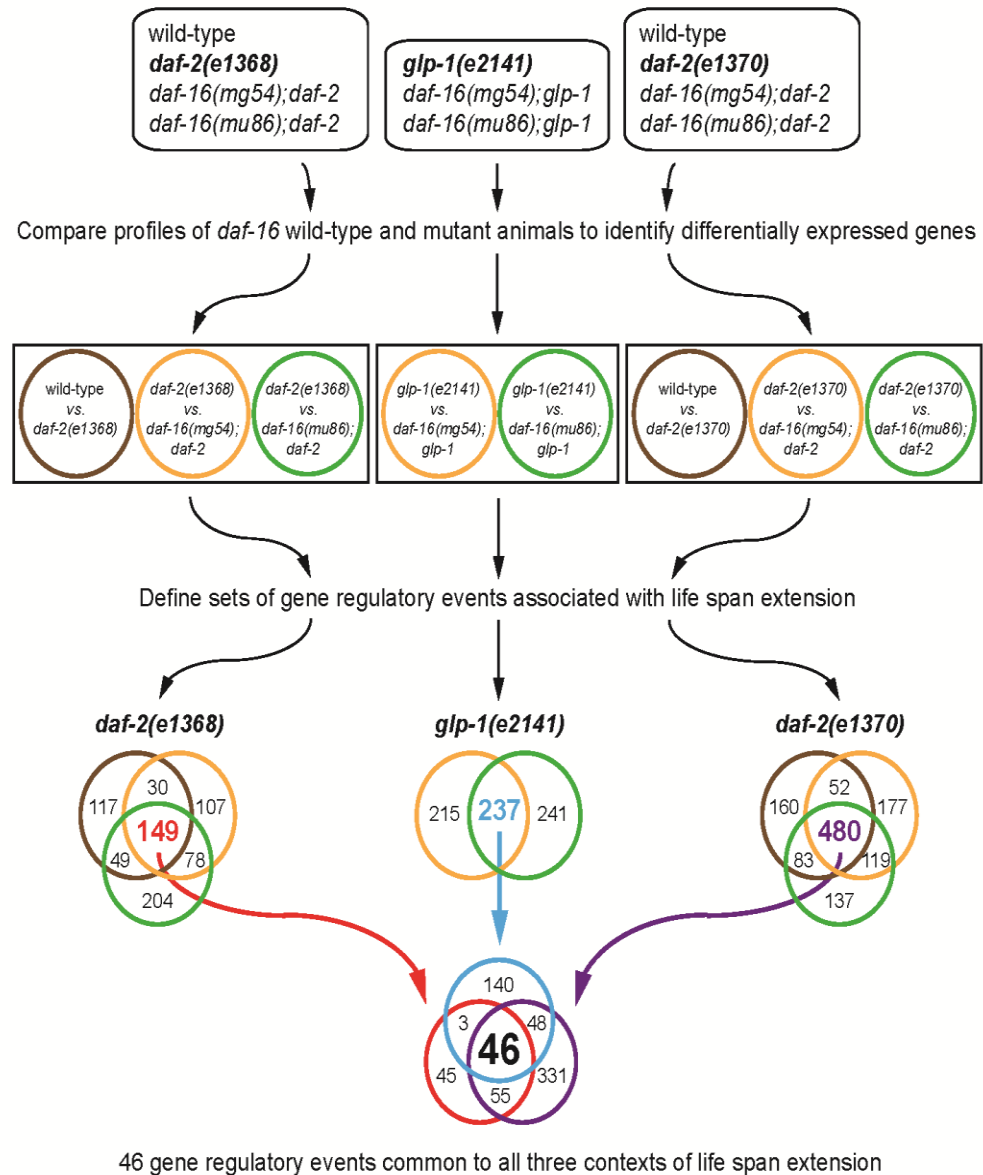 wild-type
daf-2(e1368)
daf-16(mg54);daf-2
daf-16(mu86);daf-2
glp-1(e2141)
daf-16(mg54);glp-1
daf-16(mu86);glp-1
wild-type
daf-2(e1370)
daf-16(mg54);daf-2
daf-16(mu86);daf-2
Compare profiles of daf-16 wild-type and mutant animals to identify differentially expressed genes
wild-type
vs.
daf-2(e1368)
daf-2(e1368)
vs.
daf-16(mg54);
daf-2
daf-2(e1368)
vs.
daf-16(mu86);
daf-2
glp-1(e2141)
vs.
daf-16(mg54);
glp-1
glp-1(e2141)
vs.
daf-16(mu86);
glp-1
wild-type
vs.
daf-2(e1370)
daf-2(e1370)
vs.
daf-16(mg54);
daf-2
daf-2(e1370)
vs.
daf-16(mu86);
daf-2
Define sets of gene regulatory events associated with life span extension
daf-2(e1368)
117
30
107
149
49
78
204
glp-1(e2141)
215
237
241
daf-2(e1370)
160
52
177
480
83
119
137
140
3
48
46
45
331
55
46 gene regulatory events common to all three contexts of life span extension